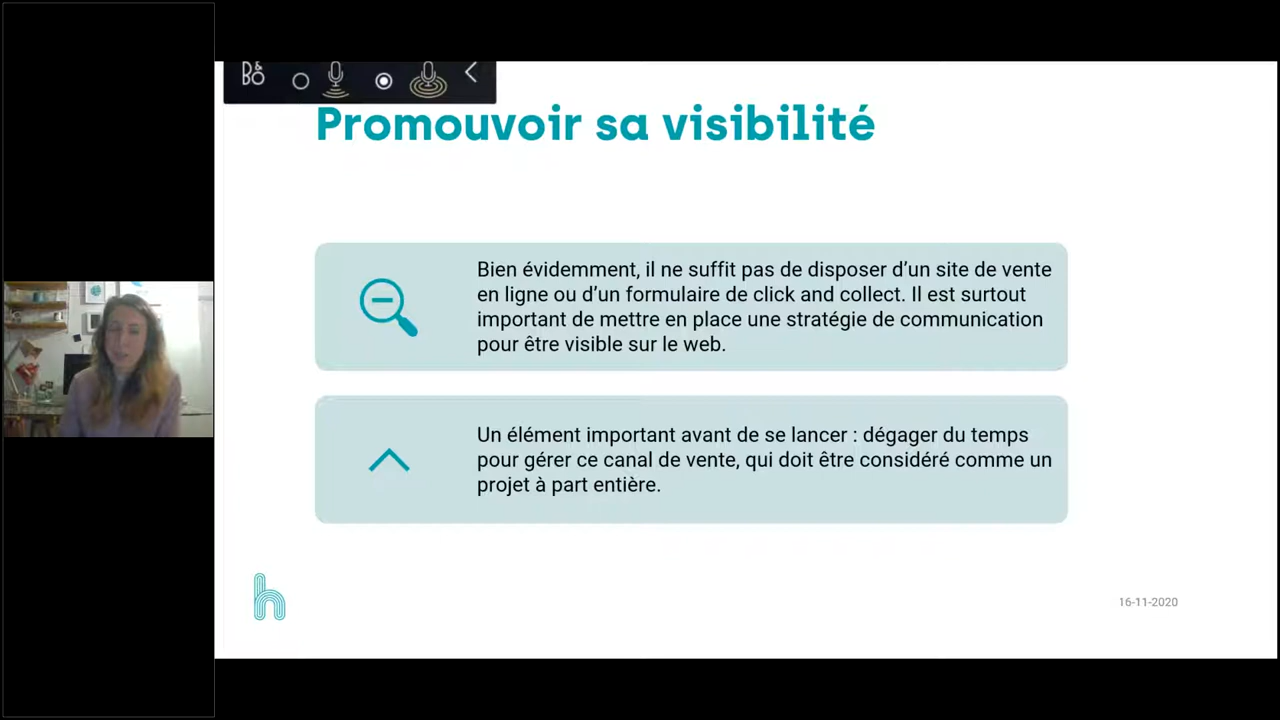 B&BO
Promouvoir sa visibilité
Bien évidemment, il ne suffit pas de disposer d’un site de vente
en ligne ou d’un formulaire de click and collect. Il est surtout
important de mettre en place une stratégie de communication
pour être visible sur le web.
Un élément important avant de se lancer : dégager du temps
pour gérer ce canal de vente, qui doit être considéré comme un
projet à part entière.
h
16-11-2020